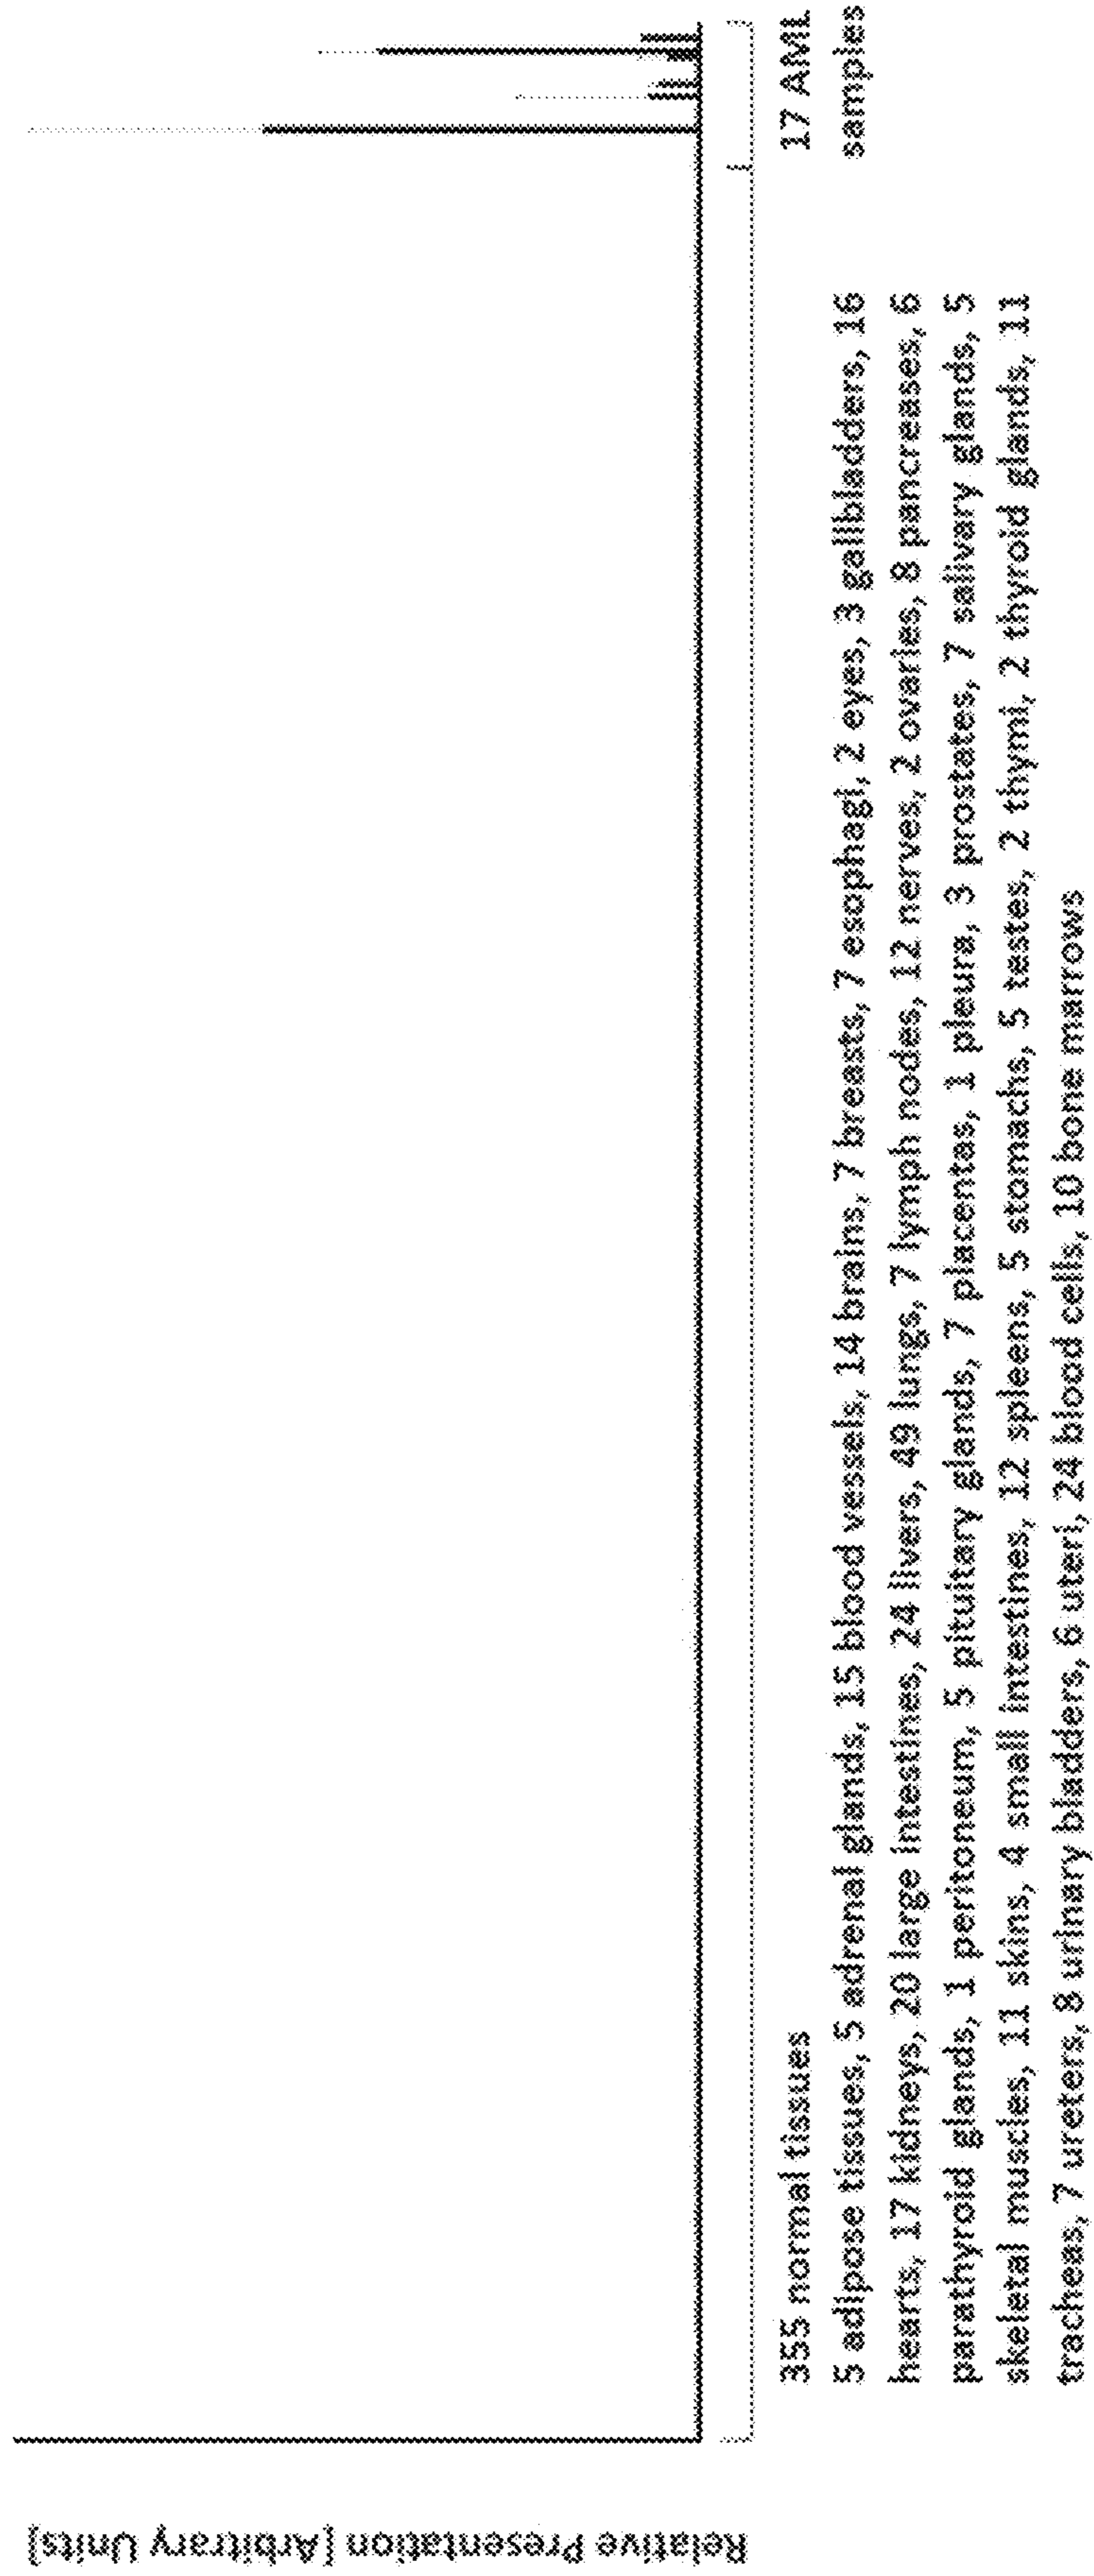 Relative Presentation [Arbitrary Units]
355 normal tissues
5 adipose tissues, 5 adrenal glands, 15 blood vessels, 14 brains, 7 breasts, 7 esophagi, 2 eyes, 3 gallbladders, 16
hearts, 17 kidneys, 20 large intestines, 24 livers, 49 lungs, 7 lymph nodes, 12 nerves, 2 ovaries, 8 pancreases, 6
parathyroid glands, 1 peritoneum, 5 pituitary glands, 7 placentas, 1 pleura, 3 prostates, 7 salivary glands, 5
skeletal muscles, 11 skins, 4 small intestines, 12 spleens, 5 stomachs, 5 testes, 2 thymi, 2 thyroid glands, 11
tracheas, 7 ureters, 8 urinary bladders, 6 uteri, 24 blood cells, 10 bone marrows
17 AML
samples